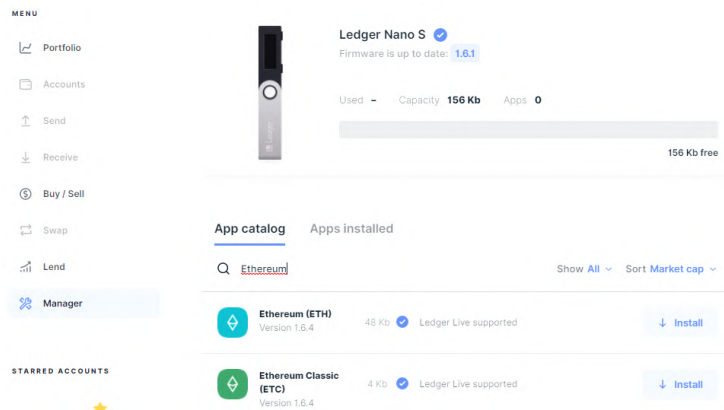 MENU
Portfolio
Accounts
Send
Receive
Buy / Sell
Swap
Lend
Manager
STARRED ACCOUNTS
Ledger Nano S
Firmware is up to date: 1.6.1
Used – Capacity 156 Kb Apps 0
156 Kb free
Ledger
App catalog Apps installed
Ethereum
Show All Sort Market cap
Ethereum (ETH)
Version 1.6.4
48 Kb Ledger Live supported
Install
Ethereum Classic
(ETC)
Version 1.6.4
4 Kb Ledger Live supported
Install